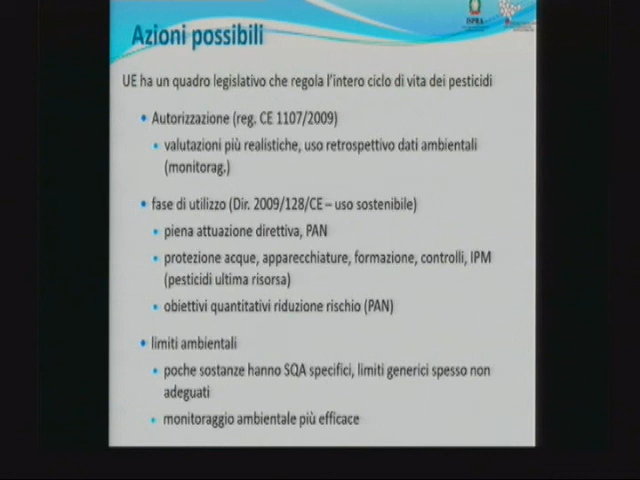 Azioni possibili
ISPRA
UE ha un quadro legislativo che regola l'intero ciclo di vita dei pesticidi
• Autorizzazione (reg. CE 1107/2009)
• valutazioni più realistiche, uso retrospettivo dati ambientali
(monitorag.)
• fase di utilizzo (Dir. 2009/128/CE – uso sostenibile)
• piena attuazione direttiva, PAN
• protezione acque, apparecchiature, formazione, controlli, IPM
(pesticidi ultima risorsa)
• obiettivi quantitativi riduzione rischio (PAN)
• limiti ambientali
• poche sostanze hanno SQA specifici, limiti generici spesso non
adeguati
• monitoraggio ambientale più efficace